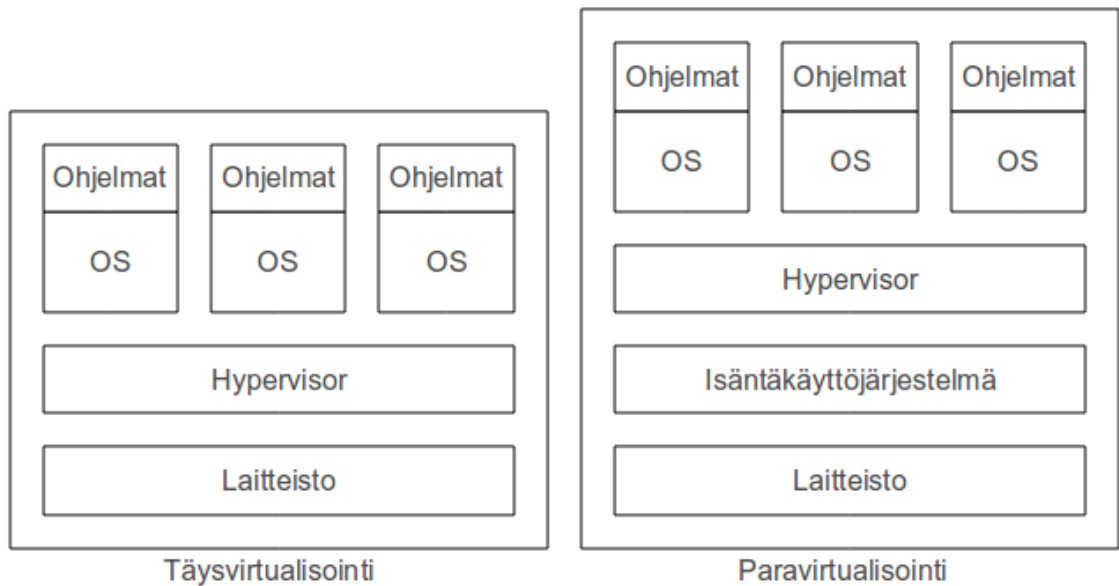 Ohjelmat Ohjelmat Ohjelmat
OS OS OS
Hypervisor
Laitteisto
Täysvirtualisointi
Ohjelmat Ohjelmat Ohjelmat
OS OS OS
Hypervisor
Isäntäkäyttöjärjestelmä
Laitteisto
Paravirtualisointi